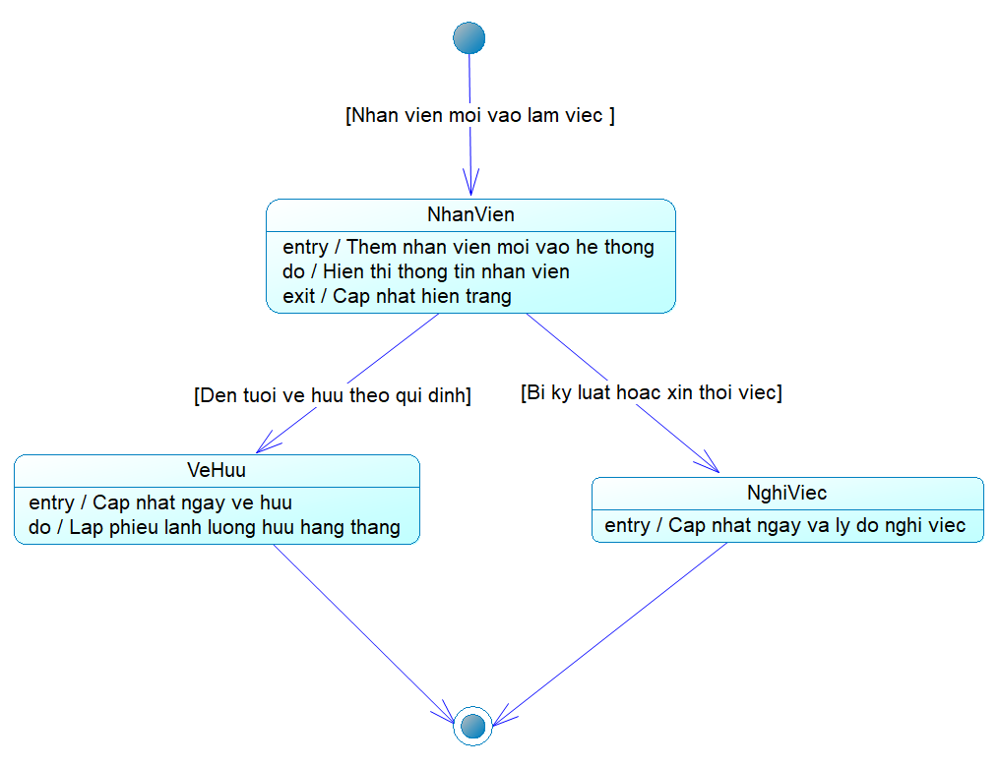 [Nhan vien moi vao lam viec ]
NhanVien
entry / Them nhan vien moi vao he thong
do / Hien thi thong tin nhan vien
exit / Cap nhat hien trang
[Den tuoi ve huu theo qui dinh]
[Bi ky luat hoac xin thoi viec]
VeHuu
entry / Cap nhat ngay ve huu
do / Lap phieu lanh luong huu hang thang
NghiViec
entry / Cap nhat ngay va ly do nghi viec